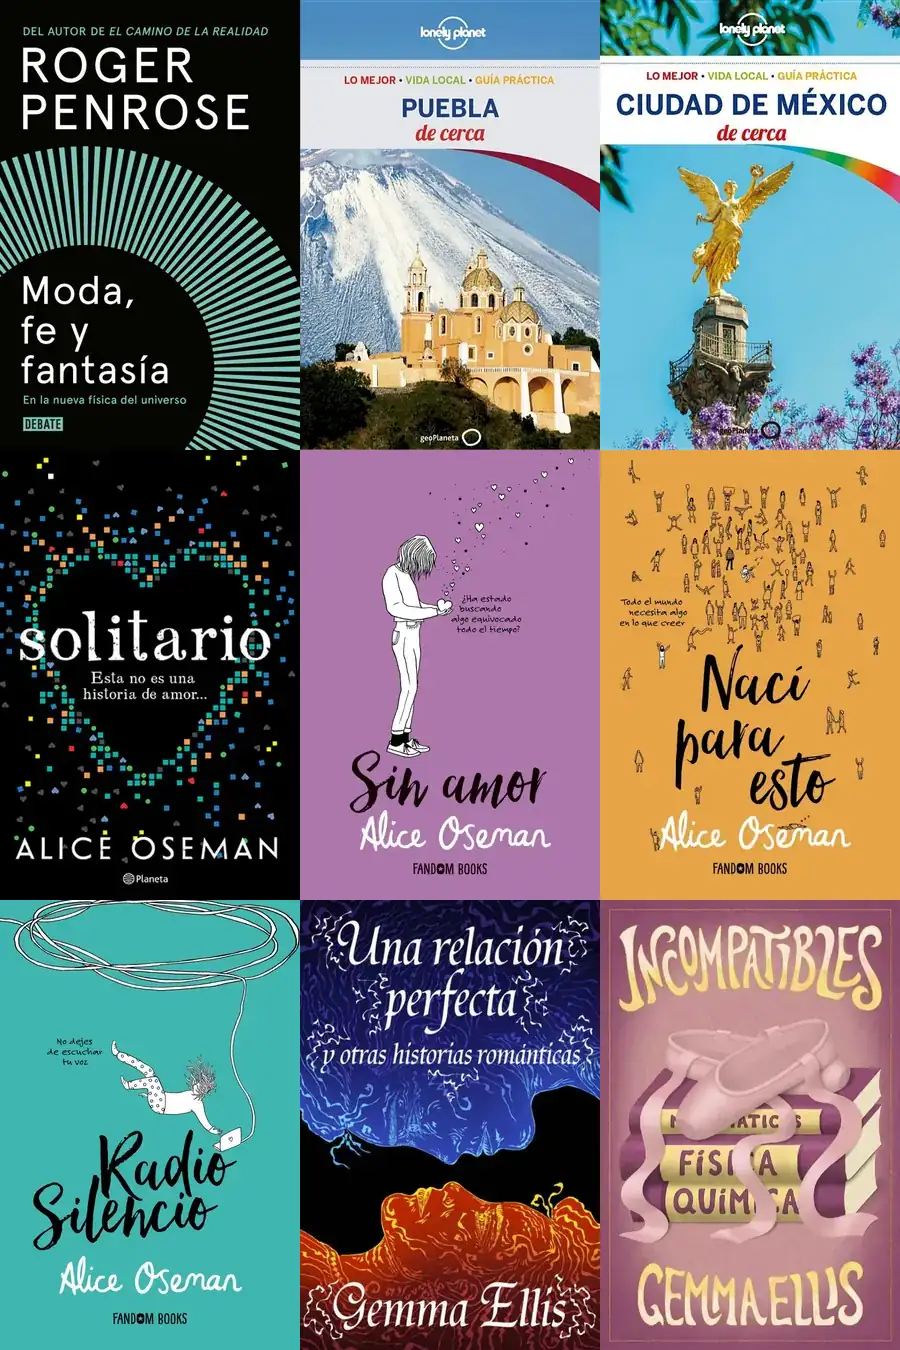 DEL AUTOR DE EL CAMINO DE LA REALIDAD
ROGER
PENROSE
Moda,
fe y
fantasía
En la nueva física del universo
DEBATE
lonely planet
LO MEJOR • VIDA LOCAL • GUÍA PRÁCTICA
PUEBLA
de cerca
geoPlaneta
lonely planet
LO MEJOR • VIDA LOCAL • GUÍA PRÁCTICA
CIUDAD DE MÉXICO
de cerca
geoPlaneta
solitario
Esta no es una
historia de amor...
ALICE OSEMAN
Planeta
¿Ha estado
buscando
algo equivocado
todo el tiempo?
Sin amor
Alice Oseman
FANDOM BOOKS
Todo el mundo
necesita algo
en lo que creer
Nací
para
esto
Alice Oseman
FANDOM BOOKS
No dejes
de escuchar
tu voz
Radio
Silencio
Alice Oseman
FANDOM BOOKS
Una relación
perfecta
y otras historias románticas
Gemma Ellis
INCOMPATIBLES
FÍSICA
QUÍMICA
GEMMA ELLIS